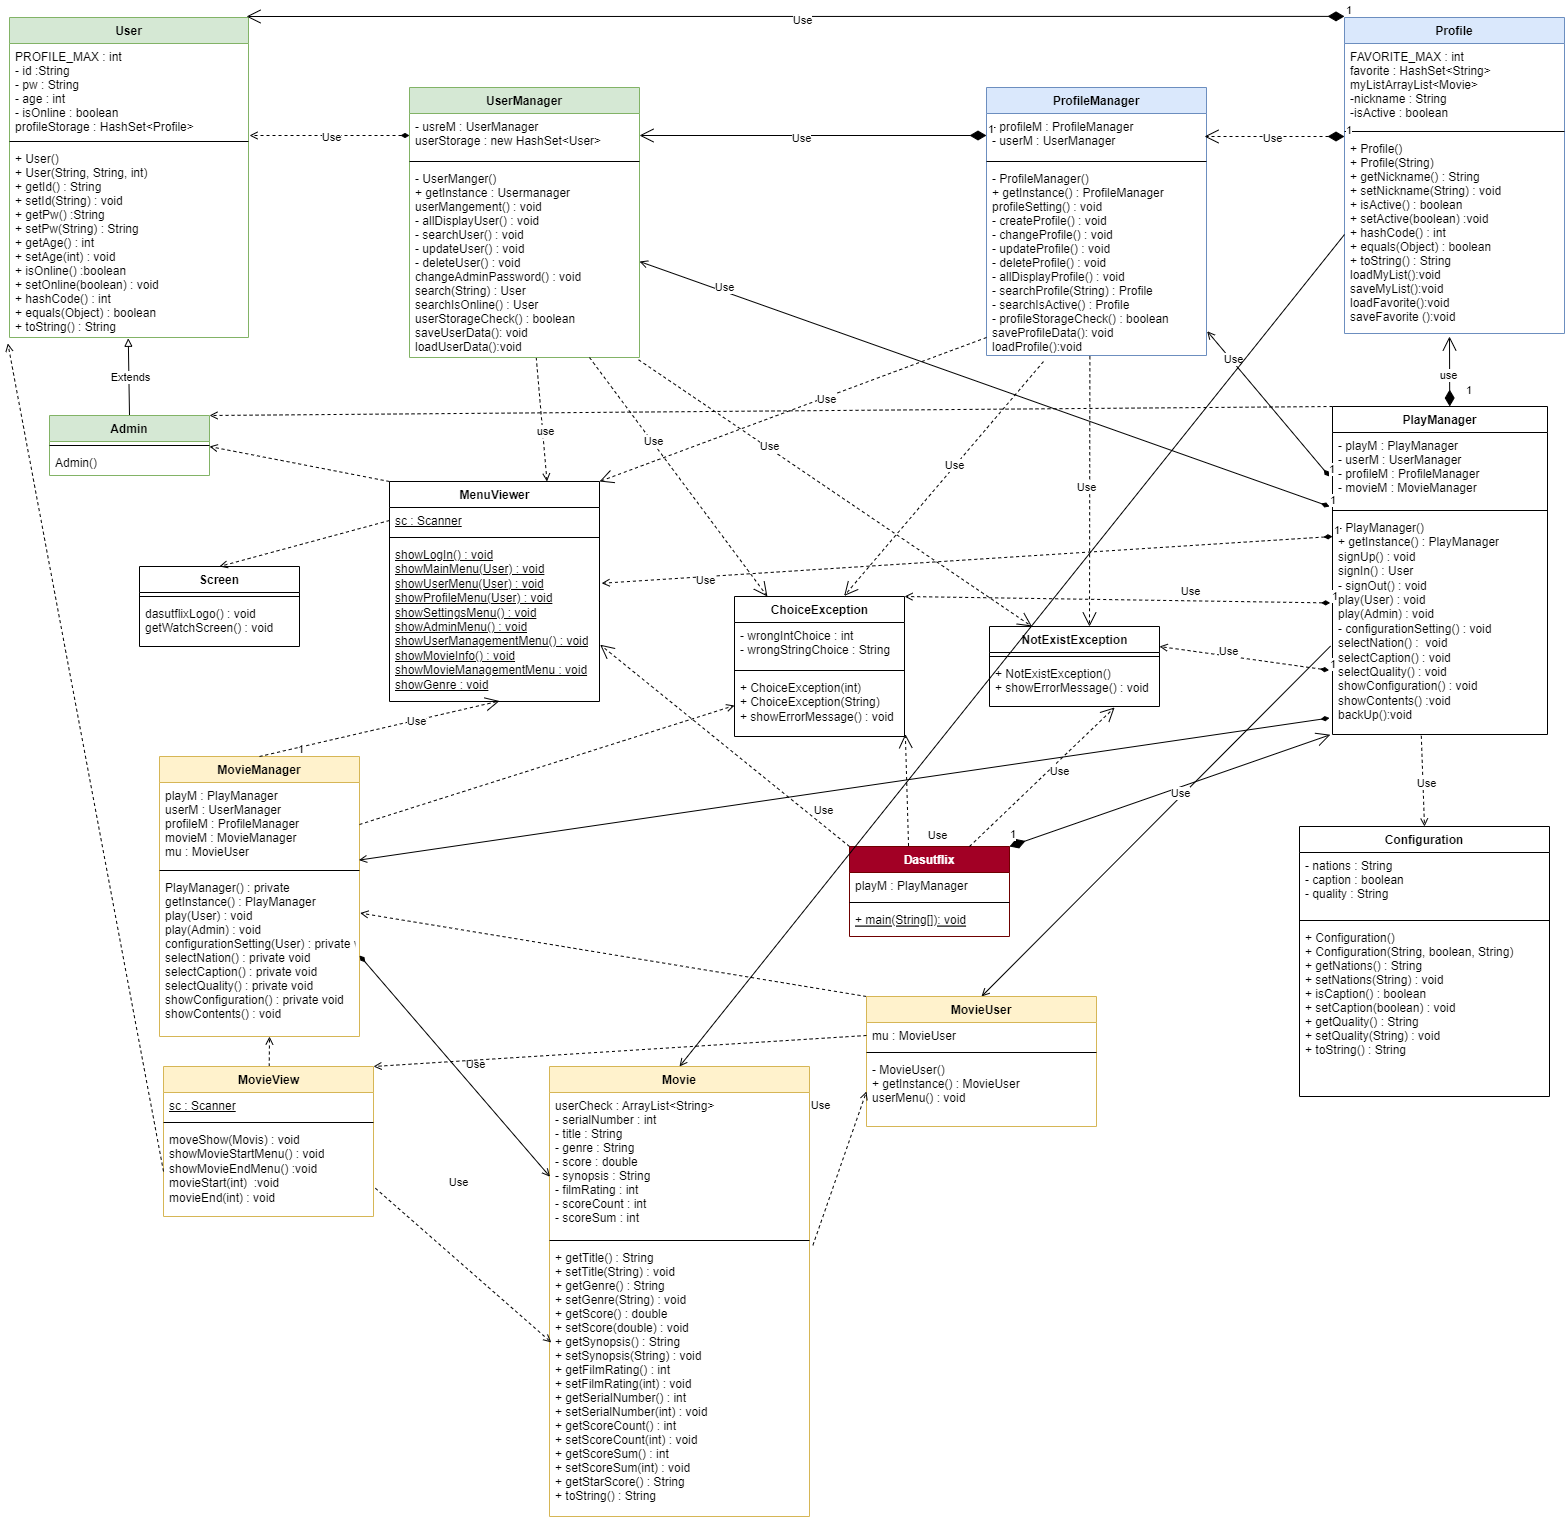 User
PROFILE_MAX : int
- id :String
- pw : String
- age : int
- isOnline : boolean
profileStorage : HashSet<Profile>
+ User()
+ User(String, String, int)
+ getId() : String
+ setId(String) : void
+ getPw() :String
+ setPw(String) : String
+ getAge() : int
+ setAge(int) : void
+ isOnline() :boolean
+ setOnline(boolean) : void
+ hashCode() : int
+ equals(Object) : boolean
+ toString() : String
Use
1
Profile
FAVORITE_MAX : int
favorite : HashSet<String>
myListArrayList<Movie>
-nickname : String
-isActive : boolean
+ Profile()
+ Profile(String)
+ getNickname() : String
+ setNickname(String) : void
+ isActive() : boolean
+ setActive(boolean) :void
+ hashCode() : int
+ equals(Object) : boolean
+ toString() : String
loadMyList():void
saveMyList():void
loadFavorite():void
saveFavorite ():void
UserManager
- usreM : UserManager
userStorage : new HashSet<User>
- UserManger()
+ getInstance : Usermanager
userMangement() : void
- allDisplayUser() : void
- searchUser() : void
- updateUser() : void
- deleteUser() : void
changeAdminPassword() : void
search(String) : User
searchIsOnline() : User
userStorageCheck() : boolean
saveUserData(): void
loadUserData():void
ProfileManager
- profileM : ProfileManager
- userM : UserManager
- ProfileManager()
+ getInstance() : ProfileManager
profileSetting() : void
- createProfile() : void
- changeProfile() : void
- updateProfile() : void
- deleteProfile() : void
- allDisplayProfile() : void
- searchProfile(String) : Profile
- searchIsActive() : Profile
- profileStorageCheck() : boolean
saveProfileData(): void
loadProfile():void
Use
Use
1
Use
1
Use
Use
use
1
Extends
Use
use
Use
Use
Use
Use
Admin
Admin()
MenuViewer
sc : Scanner
showLogIn() : void
showMainMenu(User) : void
showUserMenu(User) : void
showProfileMenu(User) : void
showSettingsMenu() : void
showAdminMenu() : void
showUserManagementMenu() : void
showMovieInfo() : void
showMovieManagementMenu : void
showGenre : void
PlayManager
- playM : PlayManager
- userM : UserManager
- profileM : ProfileManager
- movieM : MovieManager
- PlayManager()
+ getInstance() : PlayManager
signUp() : void
signIn() : User
- signOut() : void
play(User) : void
play(Admin) : void
- configurationSetting() : void
selectNation() :  void
selectCaption() : void
selectQuality() : void
showConfiguration() : void
showContents() :void
backUp():void
1
1
1
1
1
Screen
dasutflixLogo() : void
getWatchScreen() : void
Use
Use
Use
ChoiceException
- wrongIntChoice : int
- wrongStringChoice : String
+ ChoiceException(int)
+ ChoiceException(String)
+ showErrorMessage() : void
NotExistException
+ NotExistException()
+ showErrorMessage() : void
Use
1
Use
Use
Use
Use
Use
1
MovieManager
playM : PlayManager
userM : UserManager
profileM : ProfileManager
movieM : MovieManager
mu : MovieUser
PlayManager() : private
getInstance() : PlayManager
play(User) : void
play(Admin) : void
configurationSetting(User) : private v
selectNation() : private void
selectCaption() : private void
selectQuality() : private void
showConfiguration() : private void
showContents() : void
Dasutflix
playM : PlayManager
+ main(String[]): void
Configuration
- nations : String
- caption : boolean
- quality : String
+ Configuration()
+ Configuration(String, boolean, String)
+ getNations() : String
+ setNations(String) : void
+ isCaption() : boolean
+ setCaption(boolean) : void
+ getQuality() : String
+ setQuality(String) : void
+ toString() : String
MovieUser
mu : MovieUser
- MovieUser()
+ getInstance() : MovieUser
userMenu() : void
Use
Use
Use
MovieView
sc : Scanner
moveShow(Movis) : void
showMovieStartMenu() : void
showMovieEndMenu() :void
movieStart(int)  :void
movieEnd(int) : void
Movie
userCheck : ArrayList<String>
- serialNumber : int
- title : String
- genre : String
- score : double
- synopsis : String
- filmRating : int
- scoreCount : int
- scoreSum : int
+ getTitle() : String
+ setTitle(String) : void
+ getGenre() : String
+ setGenre(String) : void
+ getScore() : double
+ setScore(double) : void
+ getSynopsis() : String
+ setSynopsis(String) : void
+ getFilmRating() : int
+ setFilmRating(int) : void
+ getSerialNumber() : int
+ setSerialNumber(int) : void
+ getScoreCount() : int
+ setScoreCount(int) : void
+ getScoreSum() : int
+ setScoreSum(int) : void
+ getStarScore() : String
+ toString() : String